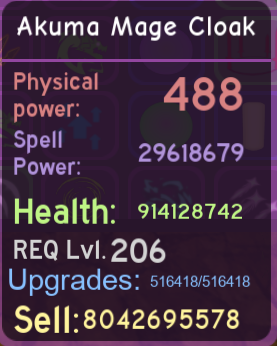 Akuma Mage Cloak
Physical power: 488
Spell Power: 29618679
Health: 914128742
REQ Lvl. 206
Upgrades: 516418/516418
Sell: 8042695578